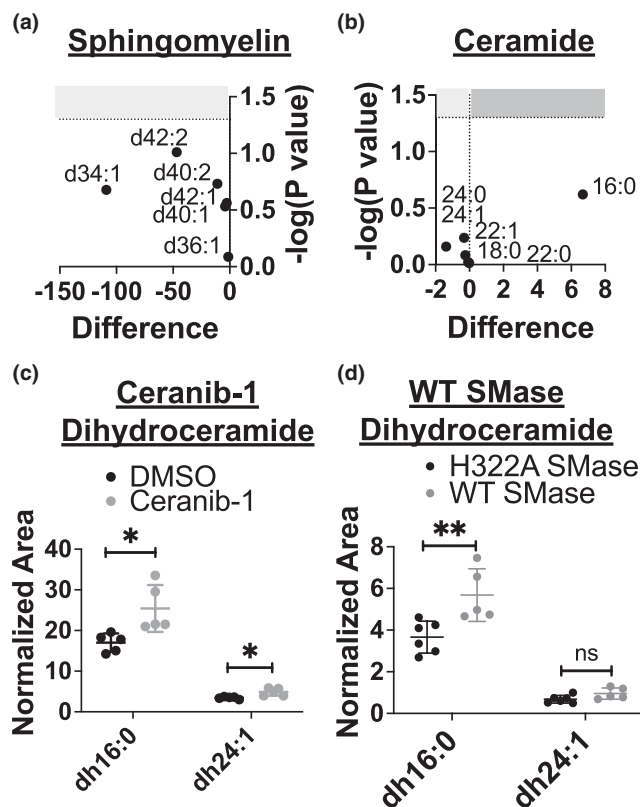 (a)
Sphingomyelin
1.5
1.0
0.5
0.0
-log(P value)
d42:2
d34:1
d40:2
d42:1
d40:1
d36:1
-150 -100 -50 0
Difference
(b)
Ceramide
-log(P value)
1.5
1.0
0.5
0.0
16:0
24:0
24:1
22:1
18:0 22:0
-2 0 2 4 6 8
Difference
(c)
Ceranib-1
Dihydroceramide
DMSO
Ceranib-1
Normalized Area
40
30
20
10
0
*
*
dh16:0
dh24:1
(d)
WT SMase
Dihydroceramide
H322A SMase
WT SMase
Normalized Area
8
6
4
2
0
**
ns
dh16:0
dh24:1